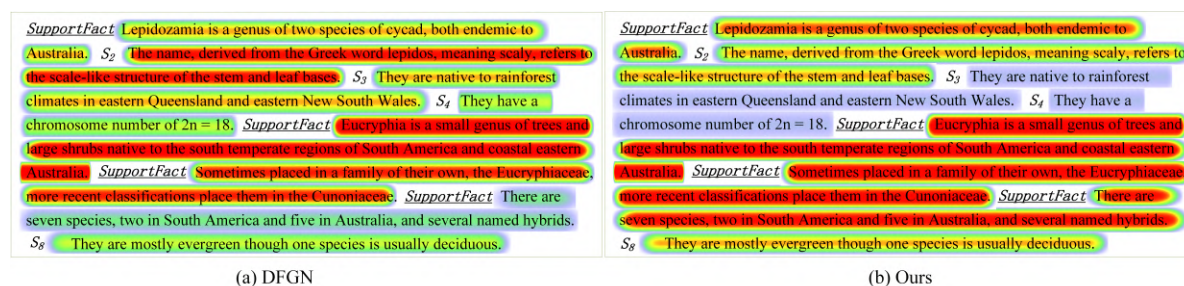 SupportFact Lepidozamia is a genus of two species of cycad, both endemic to
Australia. S2 The name, derived from the Greek word lepidos, meaning scaly, refers to
the scale-like structure of the stem and leaf bases. S3 They are native to rainforest
climates in eastern Queensland and eastern New South Wales. S4 They have a
chromosome number of 2n = 18. SupportFact Eucryphia is a small genus of trees and
large shrubs native to the south temperate regions of South America and coastal eastern
Australia. SupportFact Sometimes placed in a family of their own, the Eucryphiaceae,
more recent classifications place them in the Cunoniaceae. SupportFact There are
seven species, two in South America and five in Australia, and several named hybrids.
S8 They are mostly evergreen though one species is usually deciduous.
(a) DFGN
SupportFact Lepidozamia is a genus of two species of cycad, both endemic to
Australia. S2 The name, derived from the Greek word lepidos, meaning scaly, refers to
the scale-like structure of the stem and leaf bases. S3 They are native to rainforest
climates in eastern Queensland and eastern New South Wales. S4 They have a
chromosome number of 2n = 18. SupportFact Eucryphia is a small genus of trees and
large shrubs native to the south temperate regions of South America and coastal eastern
Australia. SupportFact Sometimes placed in a family of their own, the Eucryphiaceae,
more recent classifications place them in the Cunoniaceae. SupportFact There are
seven species, two in South America and five in Australia, and several named hybrids.
S8 They are mostly evergreen though one species is usually deciduous.
(b) Ours